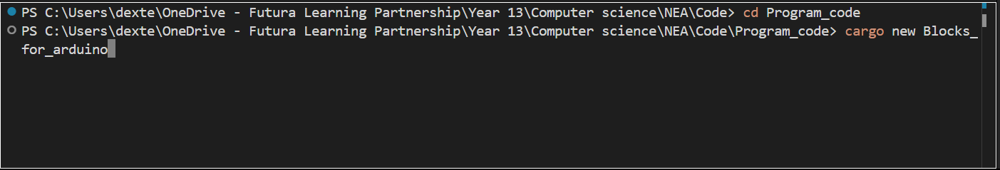 PS C:\Users\dexte\OneDrive - Futura Learning Partnership\Year 13\Computer science\NEA\Code> cd Program_code
PS C:\Users\dexte\OneDrive - Futura Learning Partnership\Year 13\Computer science\NEA\Code\Program_code> cargo new Blocks_
for_arduino